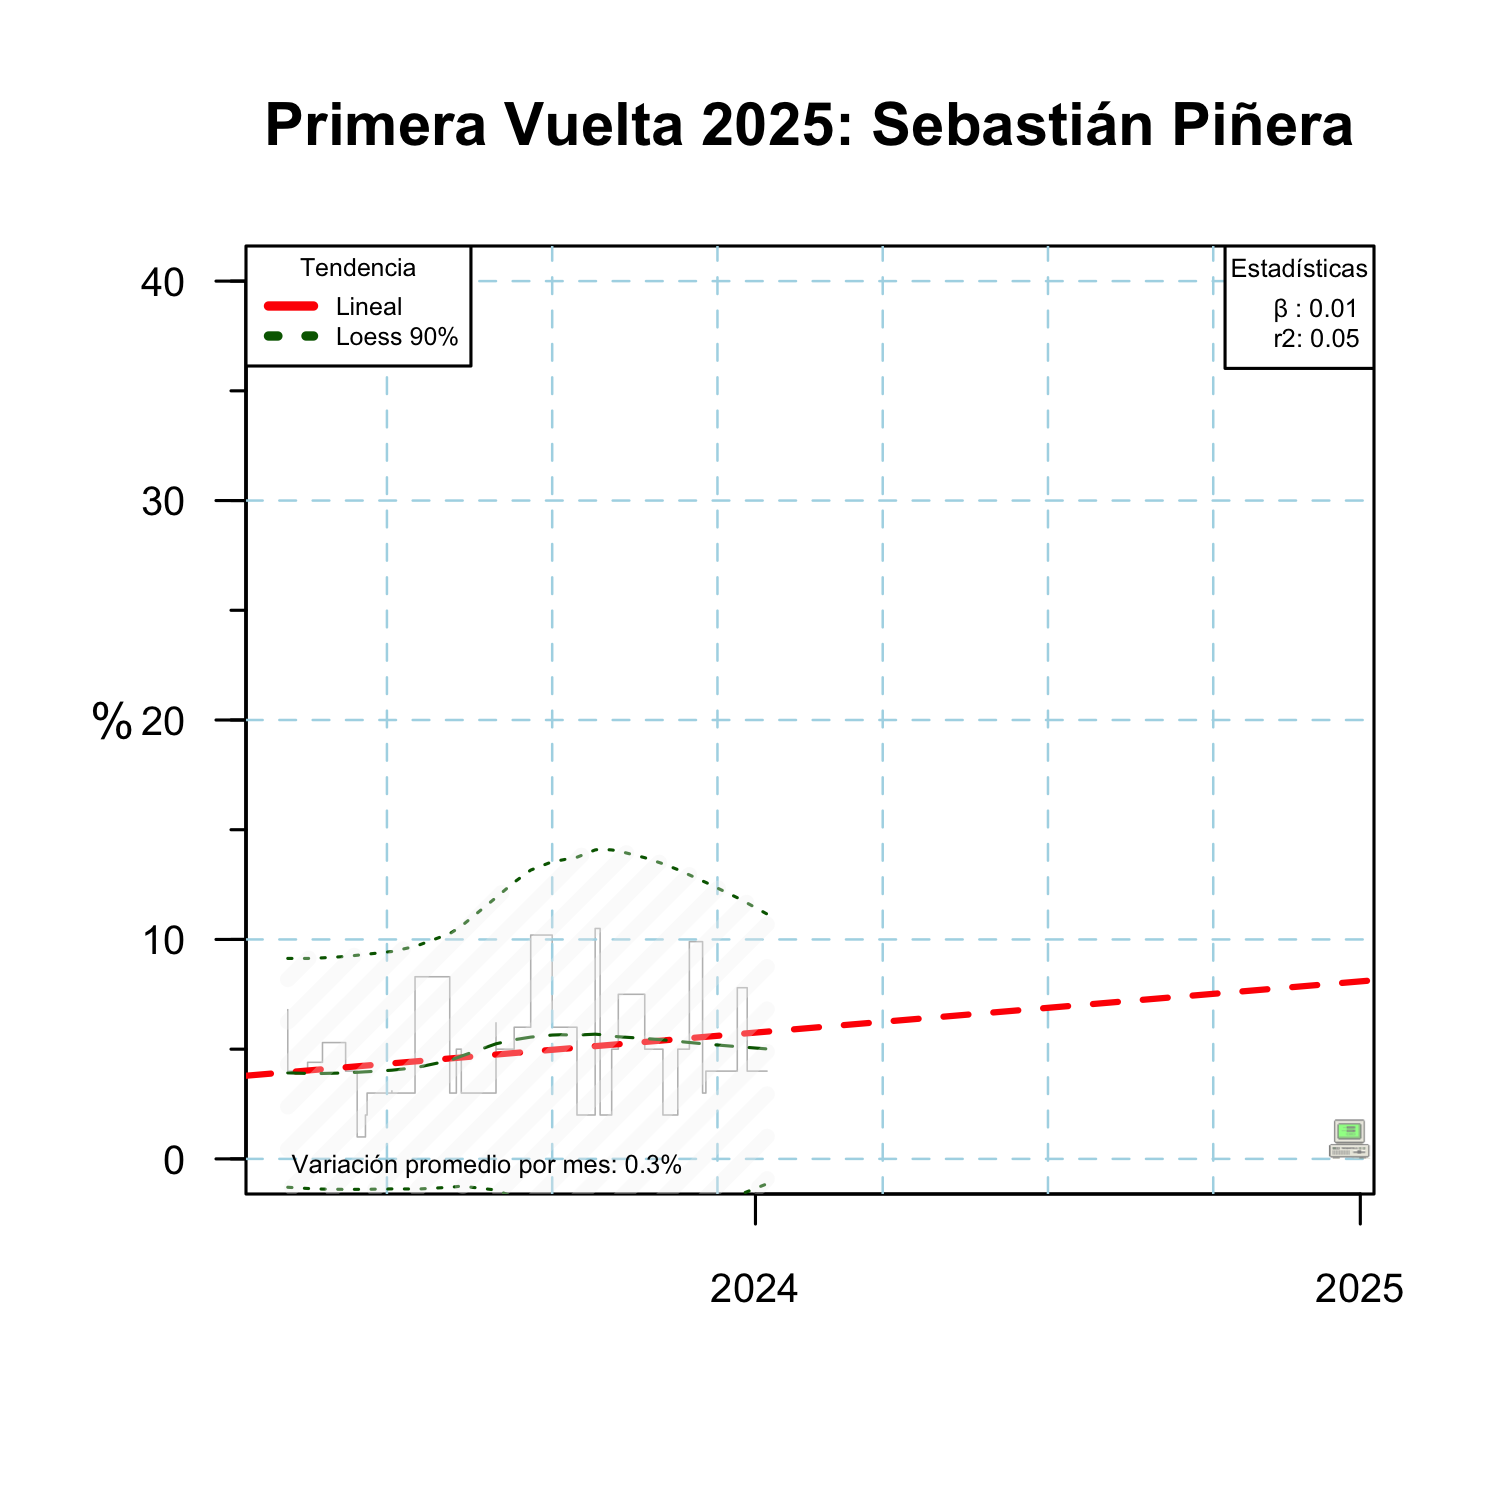 Primera Vuelta 2025: Sebastián Piñera
Tendencia
Lineal
Loess 90%
Estadísticas
β : 0.01
r2: 0.05
40
30
% 20
10
0
Variación promedio por mes: 0.3%
2024 2025